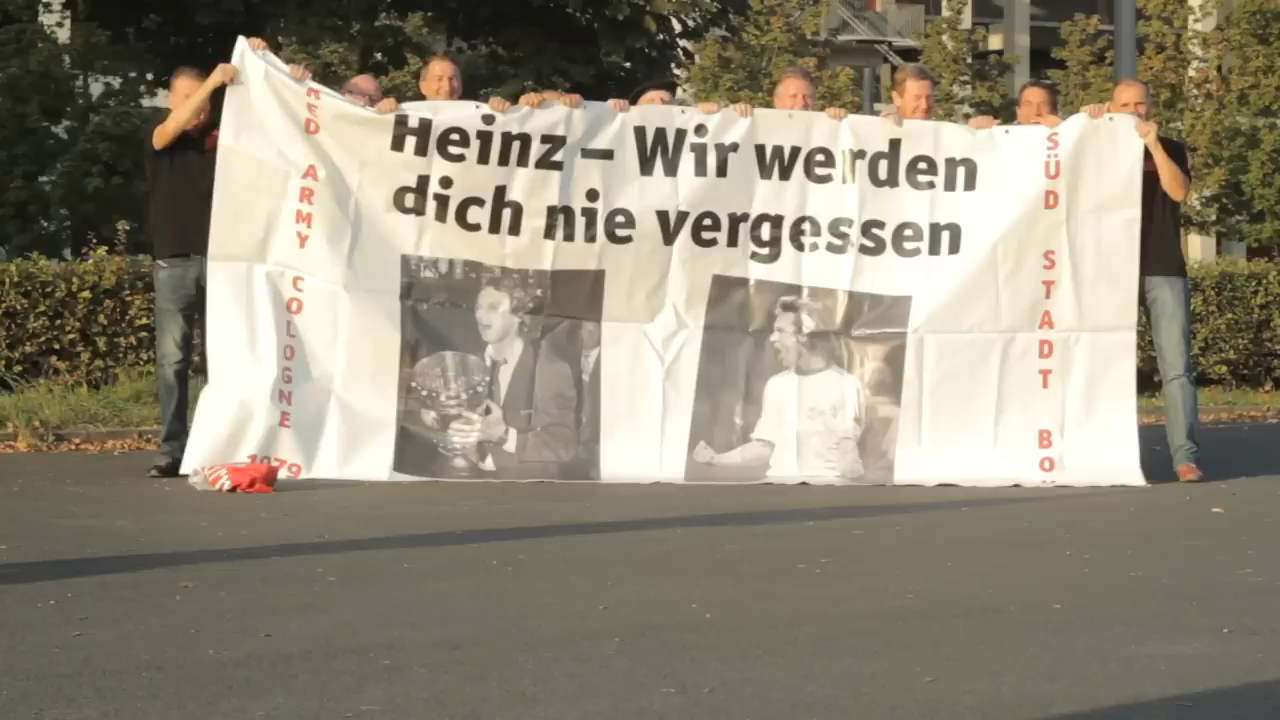 RED ARMY COLOGNE
1979
Heinz – Wir werden
dich nie vergessen
SÜD STADT